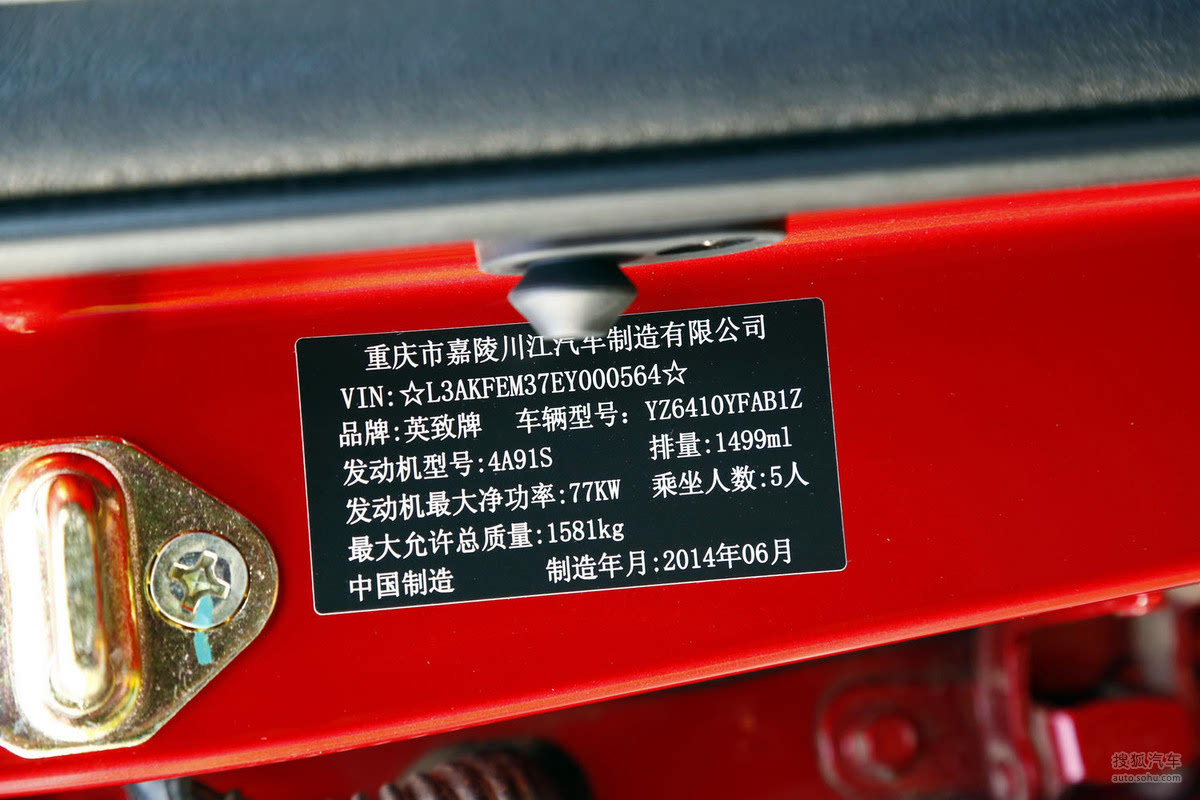 重庆市嘉陵川江汽车制造有限公司
VIN:☆L3AKFEM37EY000564☆
品牌:英致牌 车辆型号: YZ6410YFAB1Z
发动机型号:4A91S 排量:1499ml
发动机最大净功率:77KW 乘坐人数:5人
最大允许总质量:1581kg
中国制造 制造年月:2014年06月
搜狐汽车
auto.sohu.com